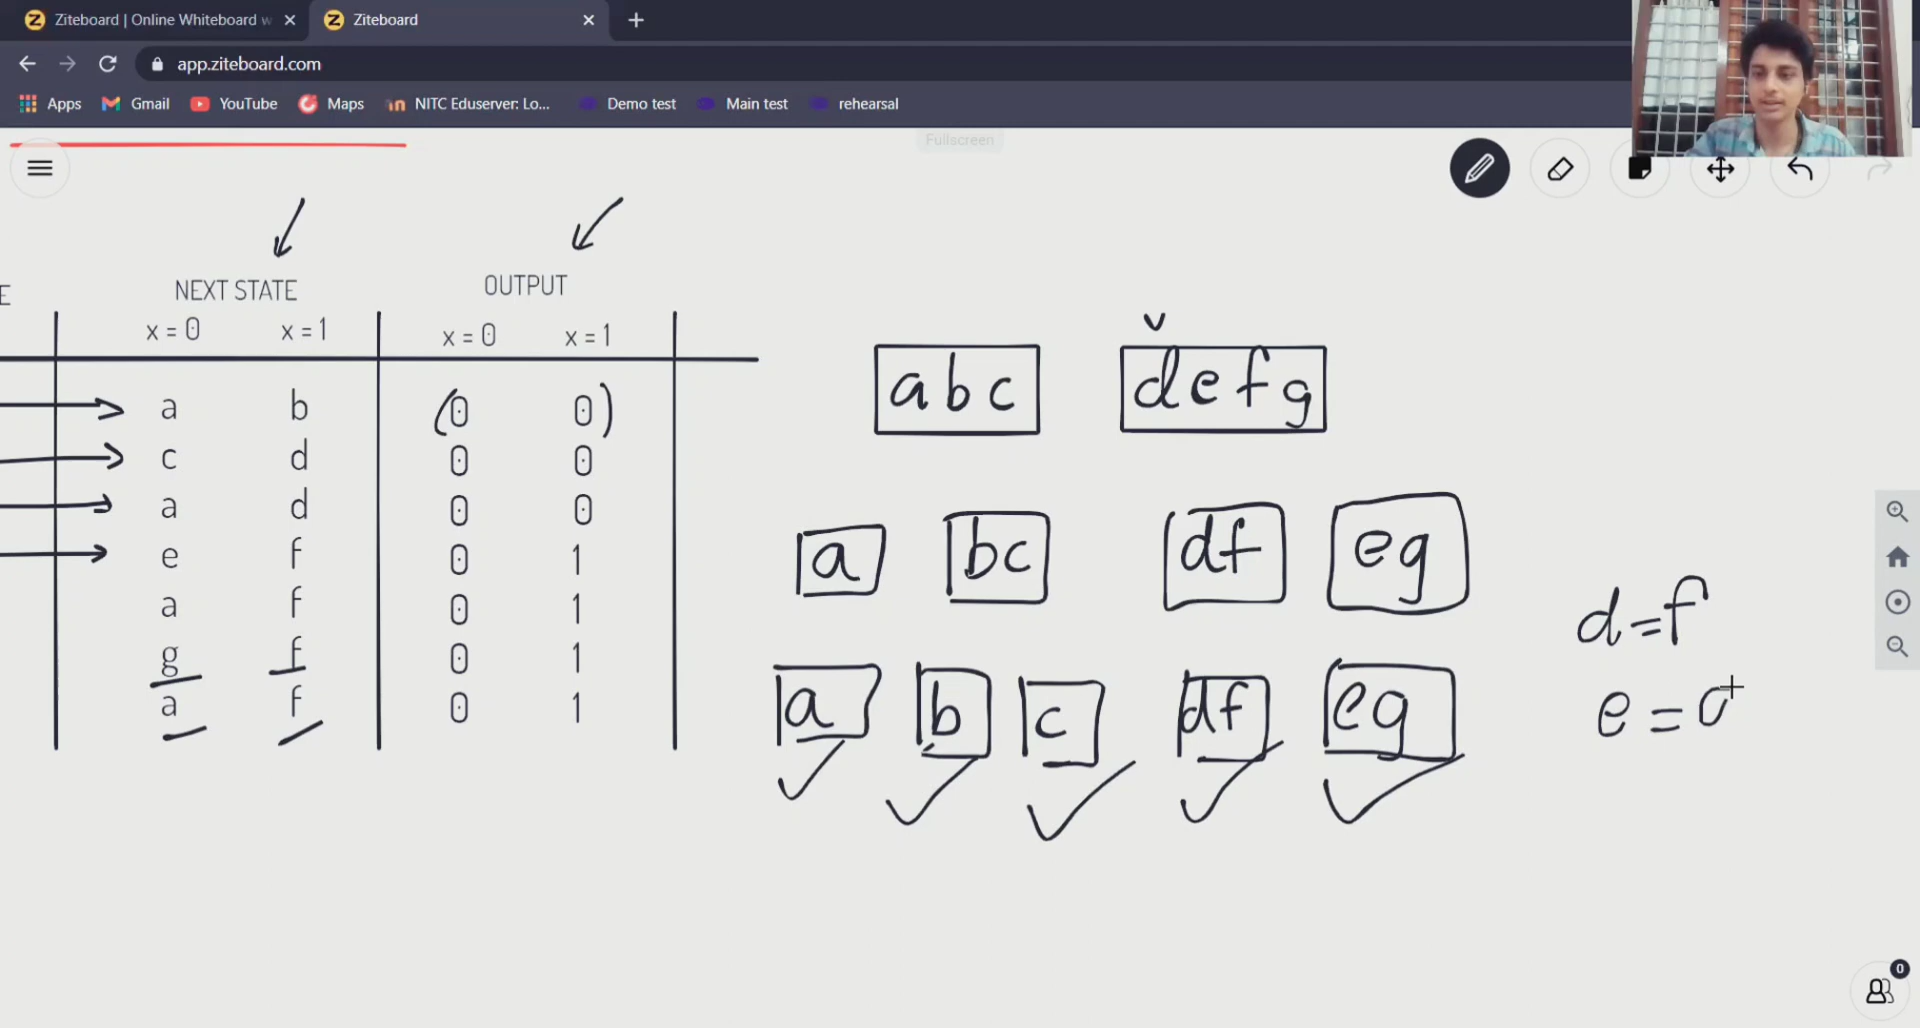 Ziteboard | Online Whiteboard w
Ziteboard
app.ziteboard.com
Apps Gmail YouTube Maps NITC Eduserver: Lo... Demo test Main test rehearsal
Fullscreen
E NEXT STATE OUTPUT
x = 0 x = 1 x = 0 x = 1
a b (0 0)
c d 0 0
a d 0 0
e f 0 1
a f 0 1
g f 0 1
a f 0 1
abc defg
a bc df eg
a b c df eg
d=f
e=
0